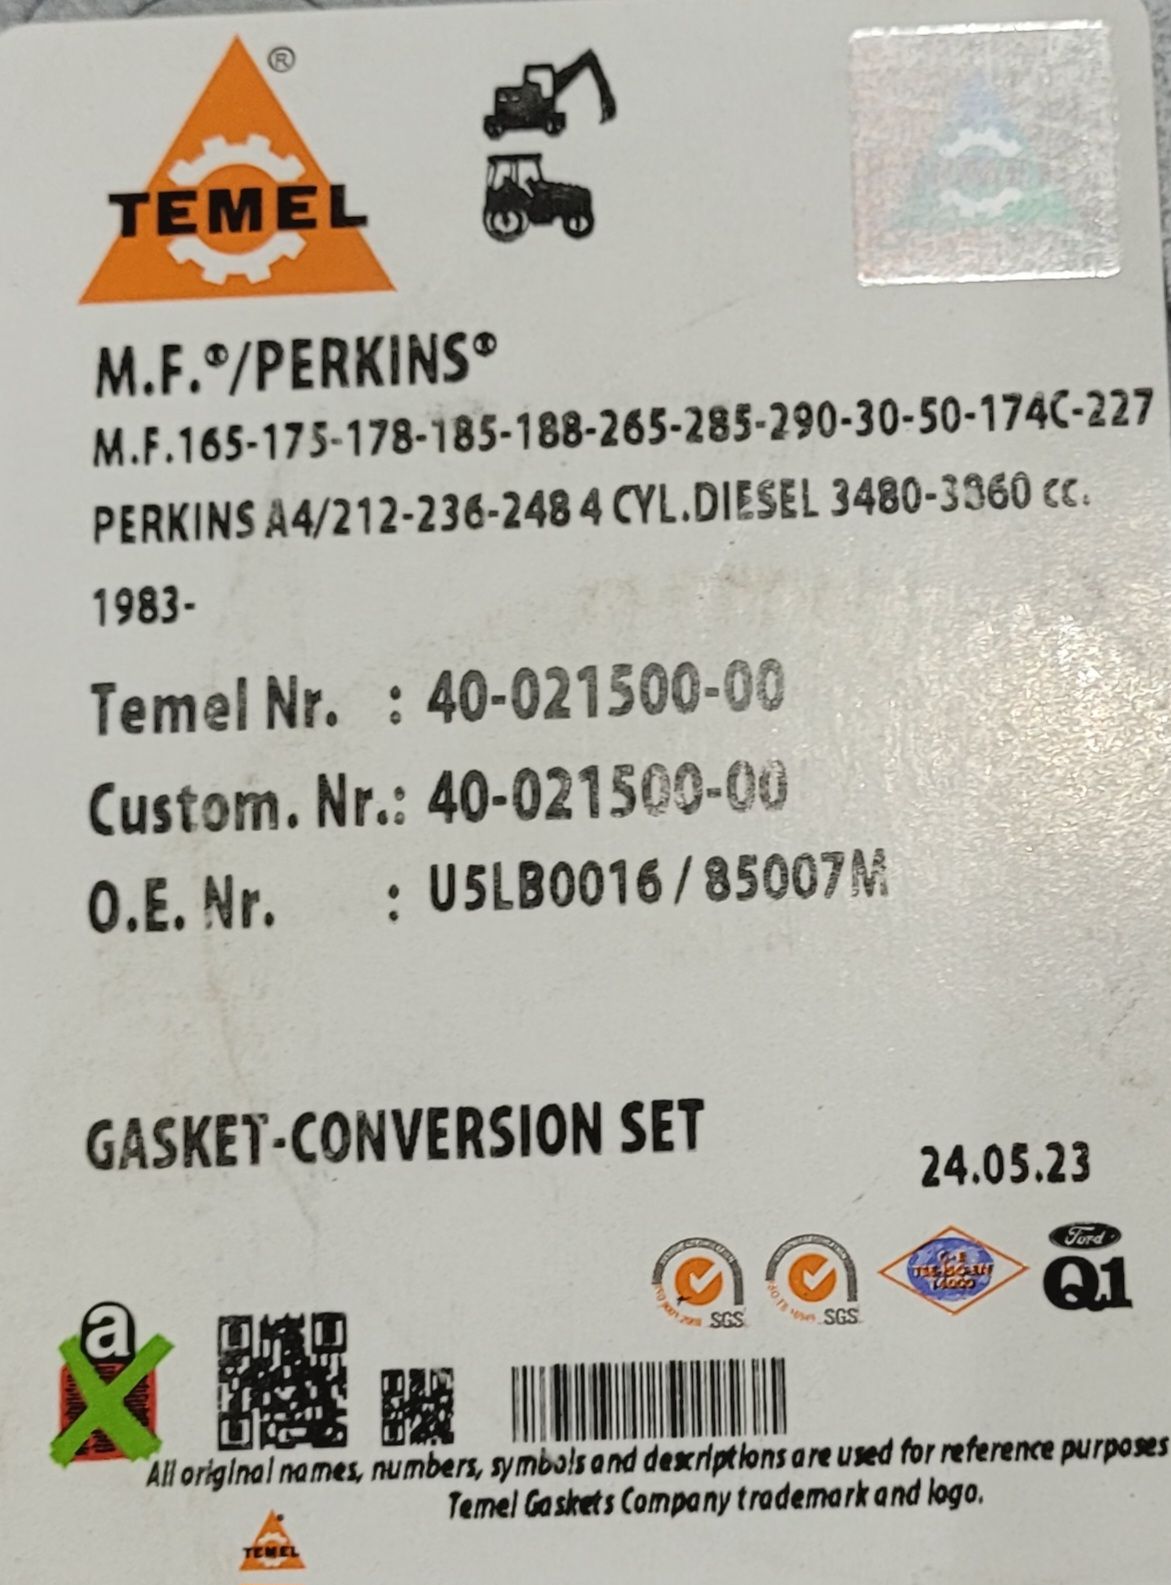 TEMEL ®
M.F.®/PERKINS®
M.F.165-175-178-185-188-265-285-290-30-50-174C-227
PERKINS A4/212-236-248 4 CYL.DIESEL 3480-3860 cc.
1983-
Temel Nr. : 40-021500-00
Custom. Nr.: 40-021500-00
O.E. Nr. : U5LB0016 / 85007M
GASKET-CONVERSION SET
24.05.23
SGS
SGS
Ford
Q1
a
All original names, numbers, symbols and descriptions are used for reference purposes
Temel Gaskets Company trademark and logo.
TEMEL